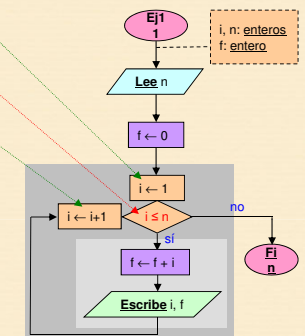 Ej1
1
i, n: enteros
f: entero
Lee n
f ← 0
i ← 1
i ← i+1
i ≤ n
no
sí
f ← f + i
Fi
n
Escribe i, f